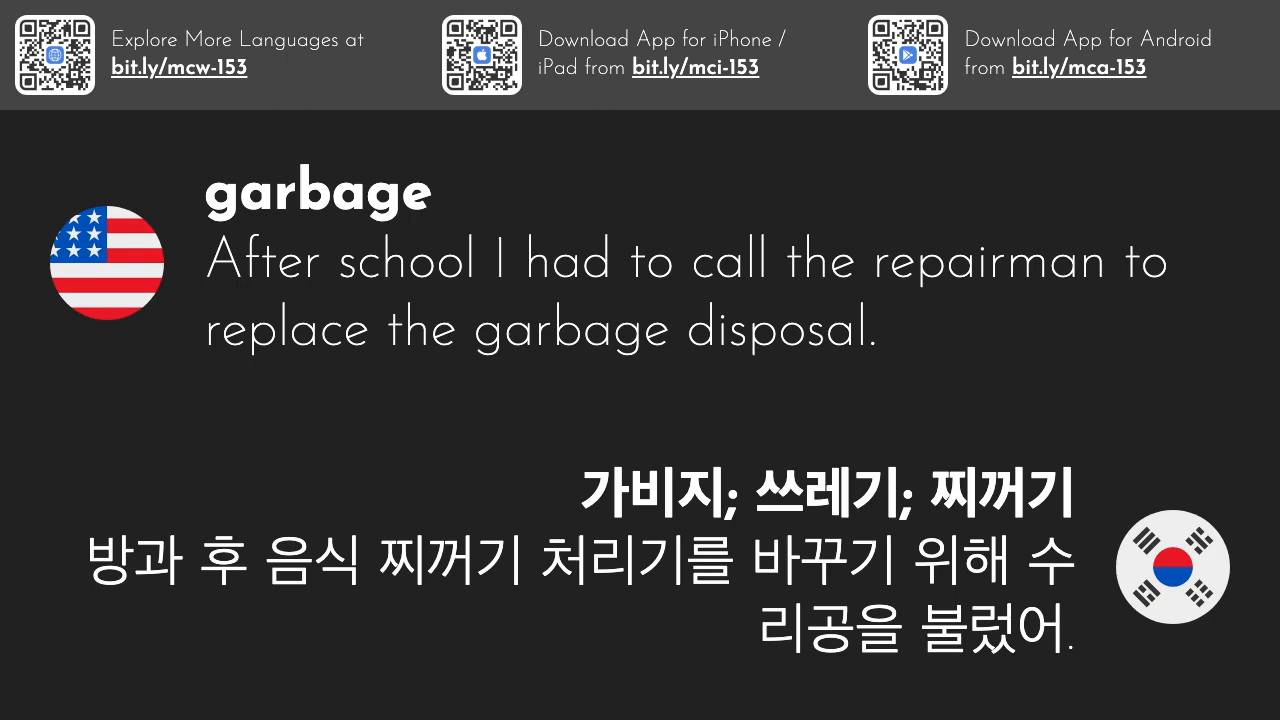 Explore More Languages at
bit.ly/mcw-153
Download App for iPhone /
iPad from bit.ly/mci-153
Download App for Android
from bit.ly/mca-153
garbage
After school I had to call the repairman to
replace the garbage disposal.
가비지; 쓰레기; 찌꺼기
방과 후 음식 찌꺼기 처리기를 바꾸기 위해 수
리공을 불렀어.